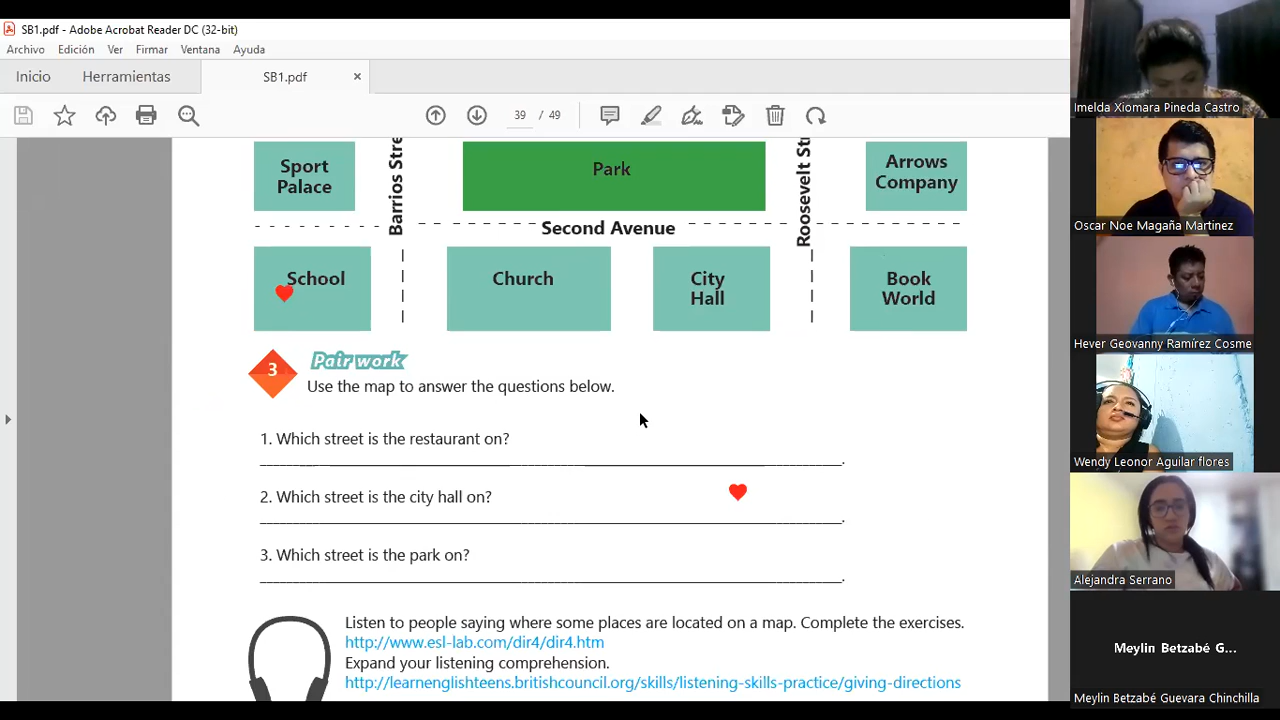 SB1.pdf - Adobe Acrobat Reader DC (32-bit)
Archivo Edición Ver Firmar Ventana Ayuda
Inicio Herramientas SB1.pdf ×
39 / 49
Sport
Palace
Barrios Stre
Park
Roosevelt St
Arrows
Company
Second Avenue
School
Church
City
Hall
Book
World
3
Pair work
Use the map to answer the questions below.
1. Which street is the restaurant on?
2. Which street is the city hall on?
3. Which street is the park on?
Listen to people saying where some places are located on a map. Complete the exercises.
http://www.esl-lab.com/dir4/dir4.htm
Expand your listening comprehension.
http://learnenglishteens.britishcouncil.org/skills/listening-skills-practice/giving-directions
Imelda Xiomara Pineda Castro
Oscar Noe Magaña Martinez
Hever Geovanny Ramírez Cosme
Wendy Leonor Aguilar flores
Alejandra Serrano
Meylin Betzabé G...
Meylin Betzabé Guevara Chinchilla